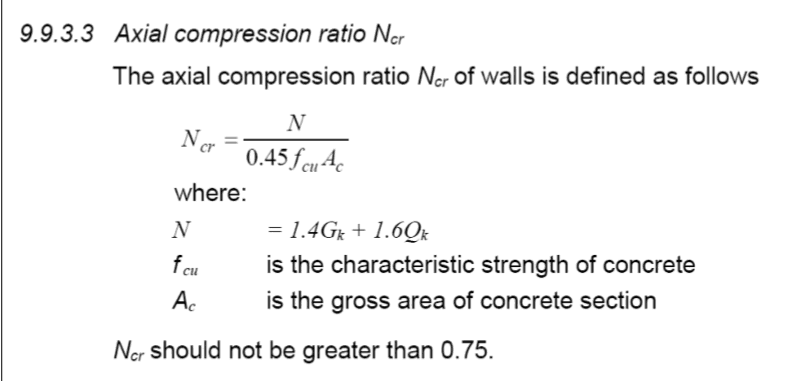 9.9.3.3 Axial compression ratio Ncr
The axial compression ratio Ncr of walls is defined as follows
Ncr = N / 0.45fcuAc
where:
N = 1.4Gk + 1.6Qk
fcu is the characteristic strength of concrete
Ac is the gross area of concrete section
Ncr should not be greater than 0.75.